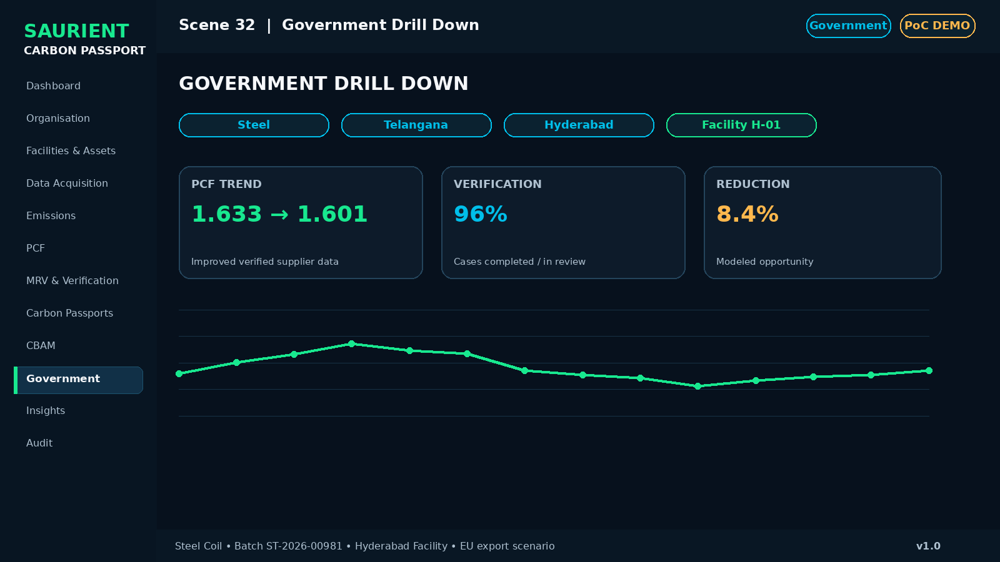 SAURIENT
CARBON PASSPORT
Dashboard
Organisation
Facilities & Assets
Data Acquisition
Emissions
PCF
MRV & Verification
Carbon Passports
CBAM
Government
Insights
Audit
Scene 32 | Government Drill Down
Government
PoC DEMO
GOVERNMENT DRILL DOWN
Steel
Telangana
Hyderabad
Facility H-01
PCF TREND
1.633 → 1.601
Improved verified supplier data
VERIFICATION
96%
Cases completed / in review
REDUCTION
8.4%
Modeled opportunity
Steel Coil • Batch ST-2026-00981 • Hyderabad Facility • EU export scenario
v1.0